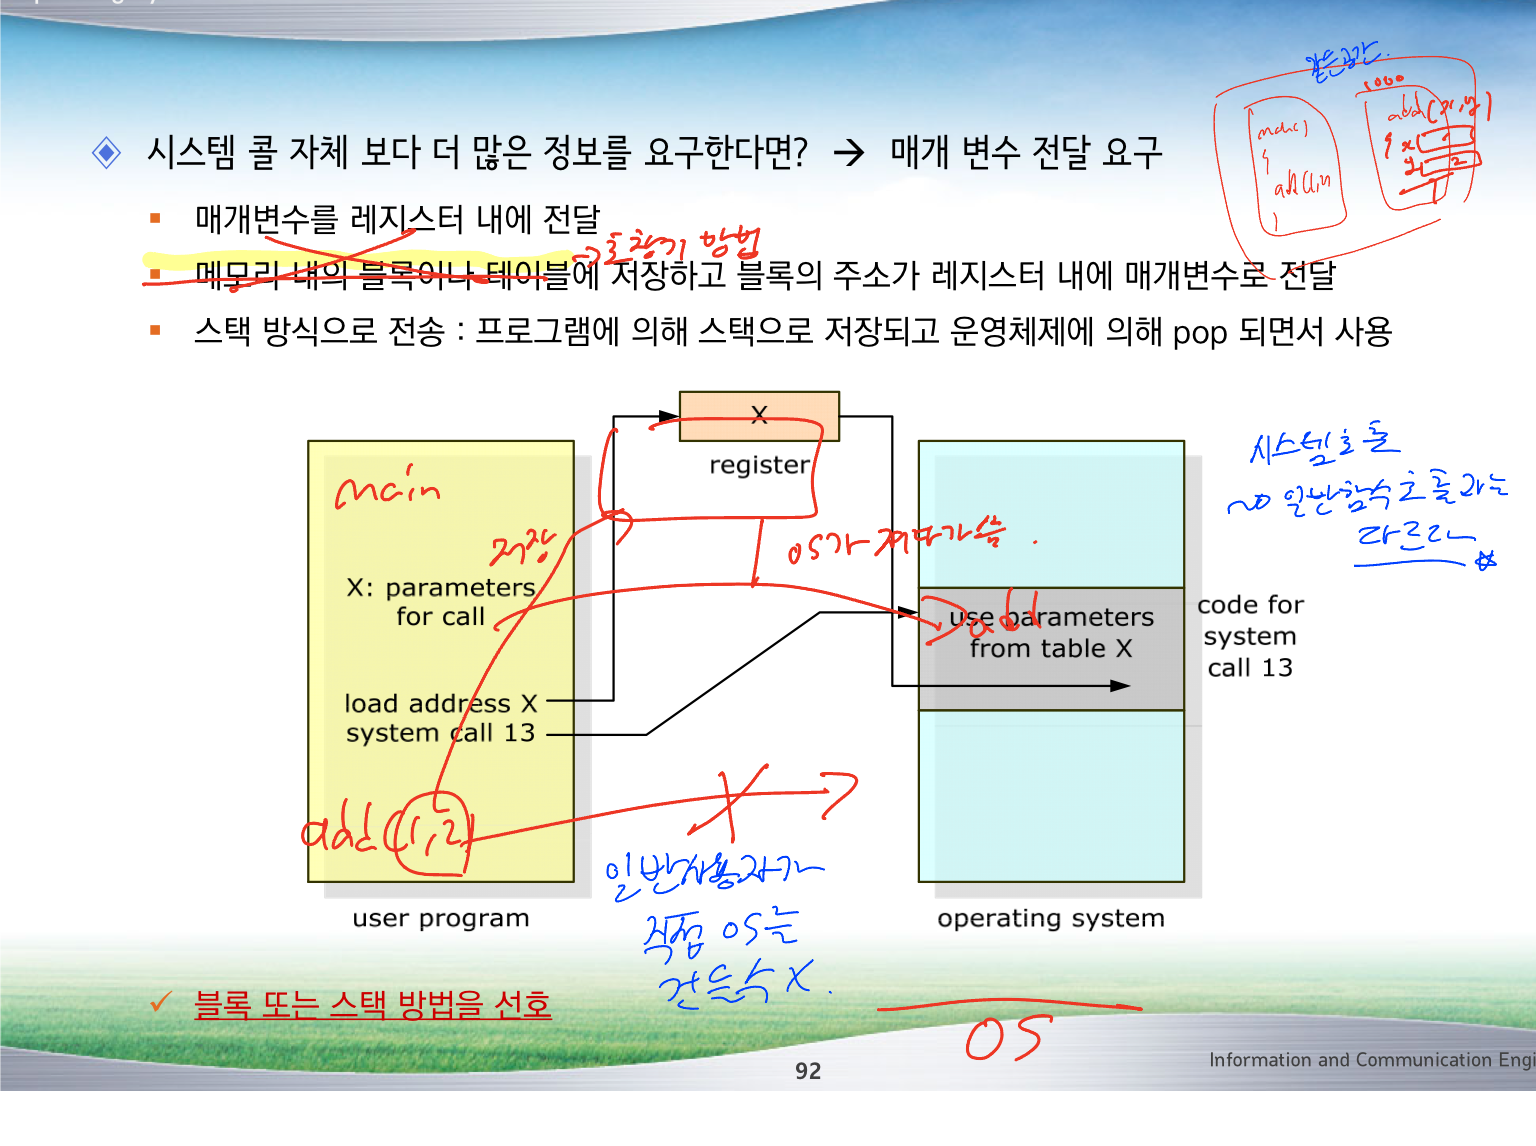 같은공간.
1000
add(x,y)
main()
{
{ x
y 2
add(1,
}
시스템 콜 자체 보다 더 많은 정보를 요구한다면? → 매개 변수 전달 요구
매개변수를 레지스터 내에 전달
→초창기 방법
메모리 내의 블록이나 테이블에 저장하고 블록의 주소가 레지스터 내에 매개변수로 전달
스택 방식으로 전송 : 프로그램에 의해 스택으로 저장되고 운영체제에 의해 pop 되면서 사용
X
register
main
저장
OS가 져다가씀.
시스템호출
일반함수호출과는
다르다
X: parameters
for call
add
use parameters
from table X
code for
system
call 13
load address X
system call 13
add(1,2)
일반사용자가
직접 OS는
건들수 X.
user program
operating system
✓ 블록 또는 스택 방법을 선호
OS
92
Information and Communication Engi